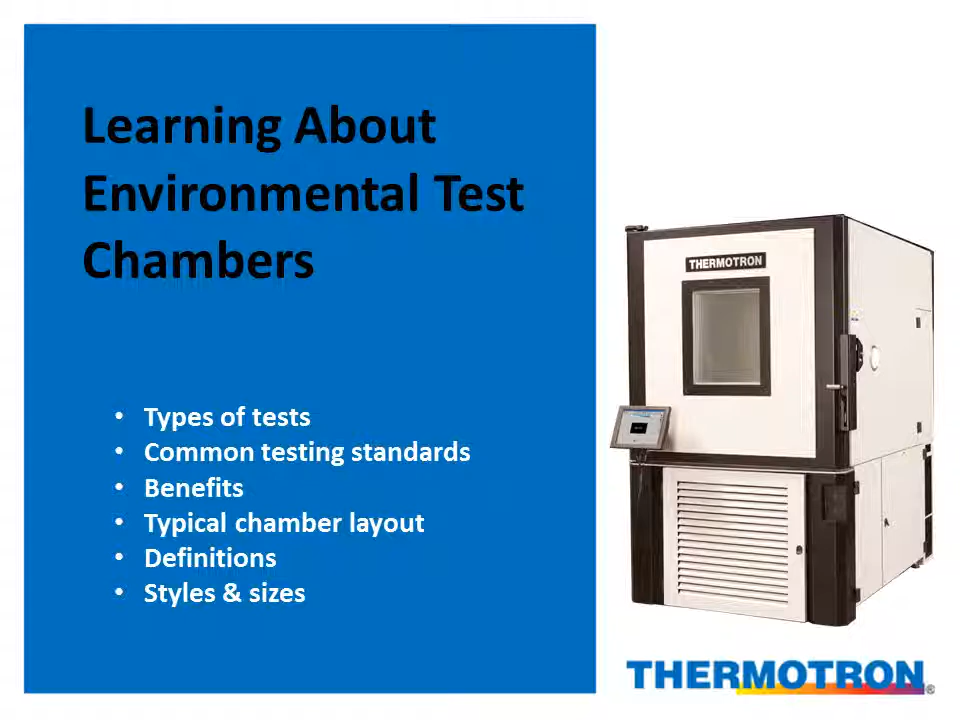 Learning About
Environmental Test
Chambers
• Types of tests
• Common testing standards
• Benefits
• Typical chamber layout
• Definitions
• Styles & sizes
THERMOTRON
THERMOTRON®